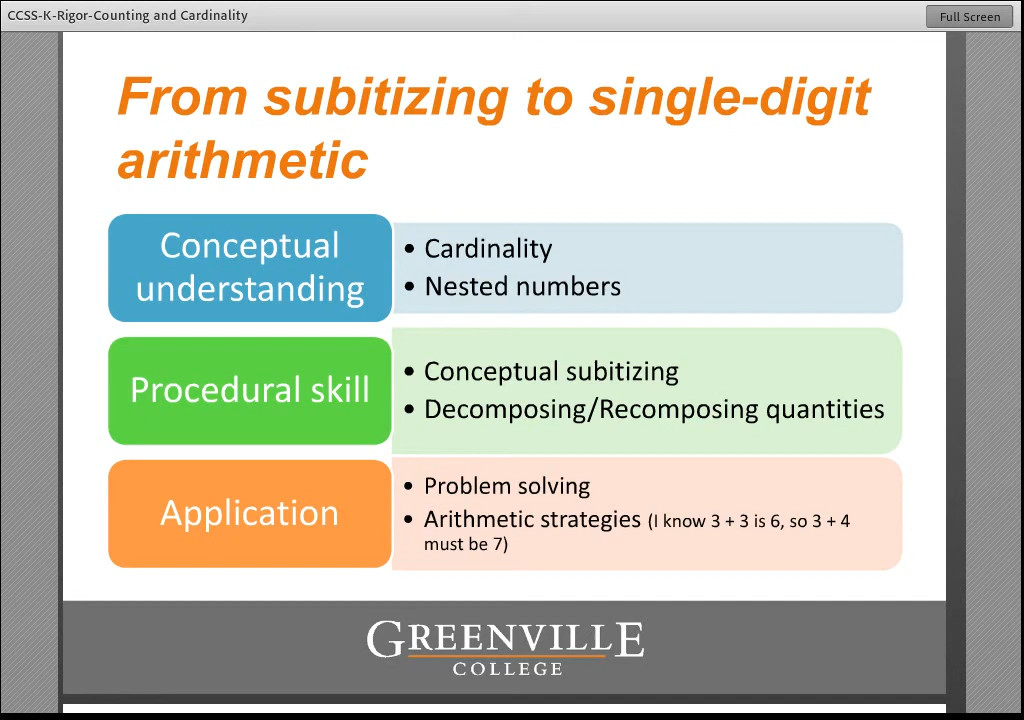 CCSS-K-Rigor-Counting and Cardinality
Full Screen
From subitizing to single-digit
arithmetic
Conceptual
understanding
• Cardinality
• Nested numbers
Procedural skill
• Conceptual subitizing
• Decomposing/Recomposing quantities
Application
• Problem solving
• Arithmetic strategies (I know 3 + 3 is 6, so 3 + 4
must be 7)
GREENVILLE
COLLEGE